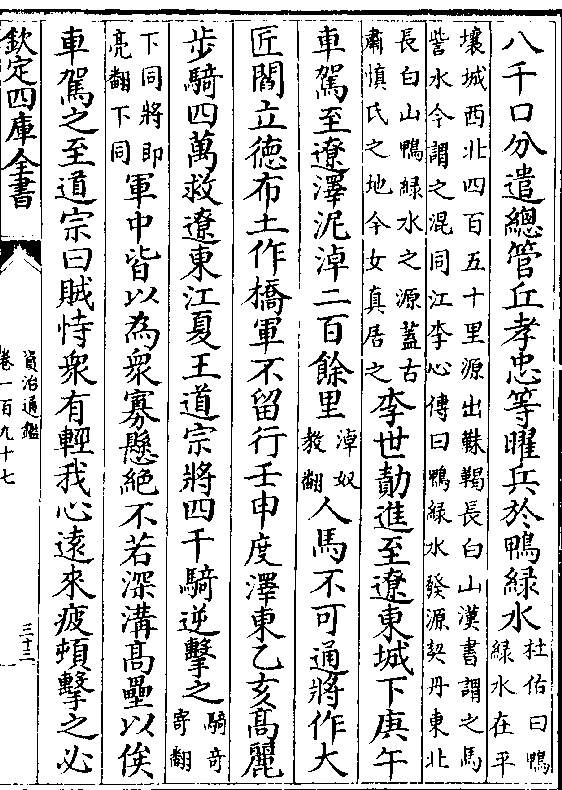 八千口分遣總管丘孝忠等曜兵於鴨緑水
杜佑曰鴨
緑水在平
壤城西北四百五十里源出靺鞨長白山漢書謂之馬
訾水今謂之混同江李心傳曰鴨緑水發源契丹東北
長白山鴨緑水之源蓋古
肅慎氏之地今女真居之
李世勣進至遼東城下庚午
車駕至遼澤泥淖二百餘里
淖奴
教翻
人馬不可通將作大
匠閻立徳布土作橋軍不留行壬申度澤東乙亥髙麗
步騎四萬救遼東江夏王道宗將四千騎逆擊之
騎奇
寄翻
下同將即
亮翻下同
軍中皆以為衆寡懸絶不若深溝髙壘以俟
車駕之至道宗曰賊恃衆有輕我心遠來疲頓擊之必
欽定四庫全書
資治通鑑
卷一百九十七
三十二